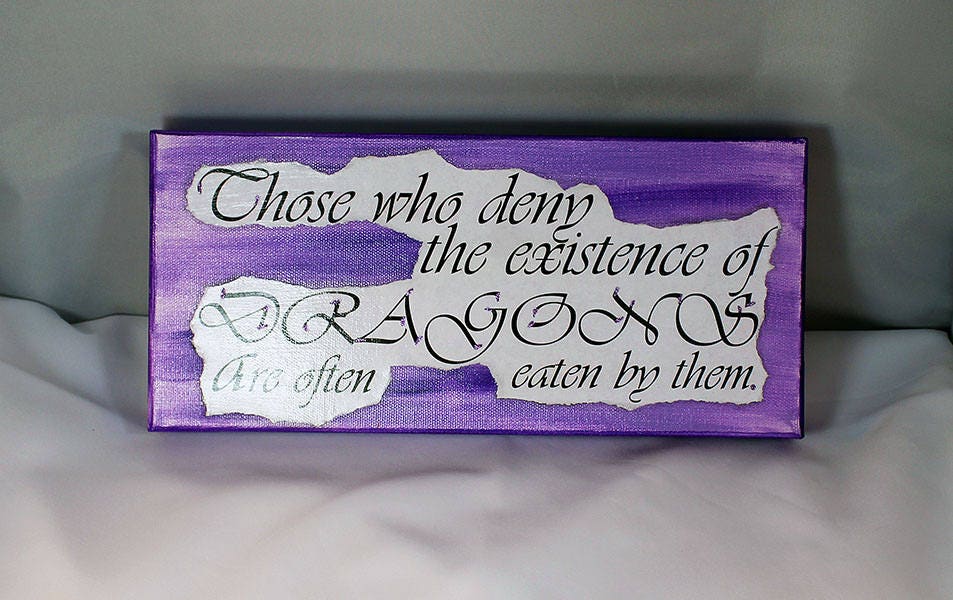 Those who deny
the existence of
DRAGONS
Are often eaten by them.